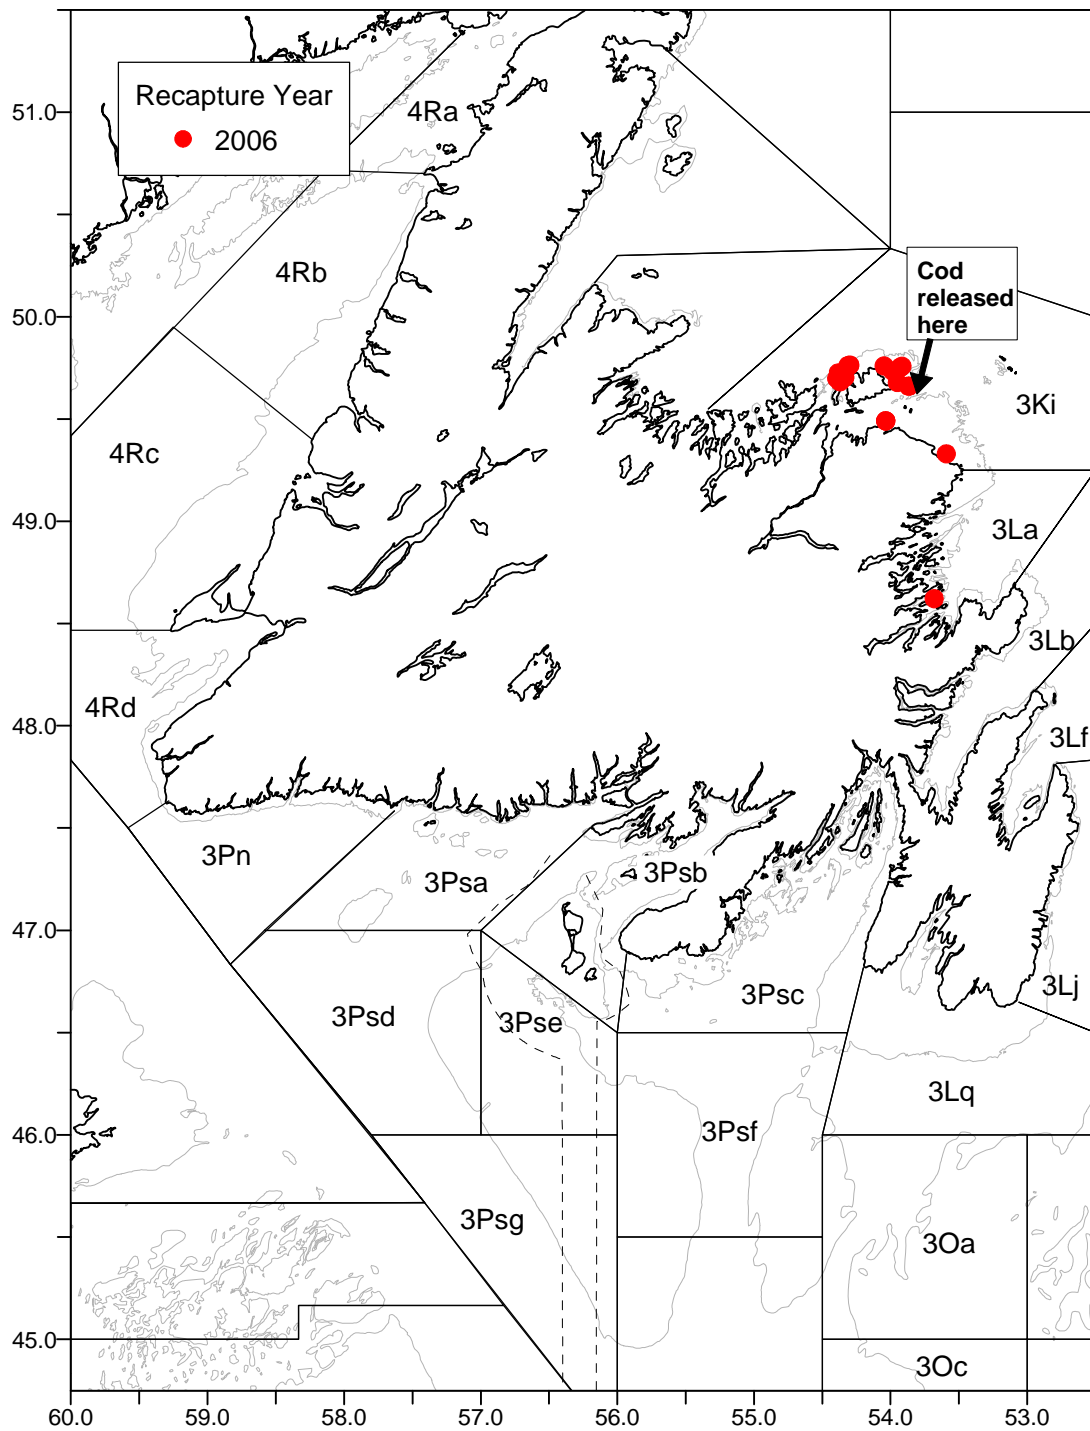 Recapture Year
2006
Cod
released
here
4Ra
4Rb
4Rc
4Rd
3Ki
3La
3Lb
3Lf
3Pn
3Psa
3Psb
3Psc
3Lj
3Psd
3Pse
3Lq
3Psf
3Psg
3Oa
3Oc
51.0
50.0
49.0
48.0
47.0
46.0
45.0
60.0 59.0 58.0 57.0 56.0 55.0 54.0 53.0